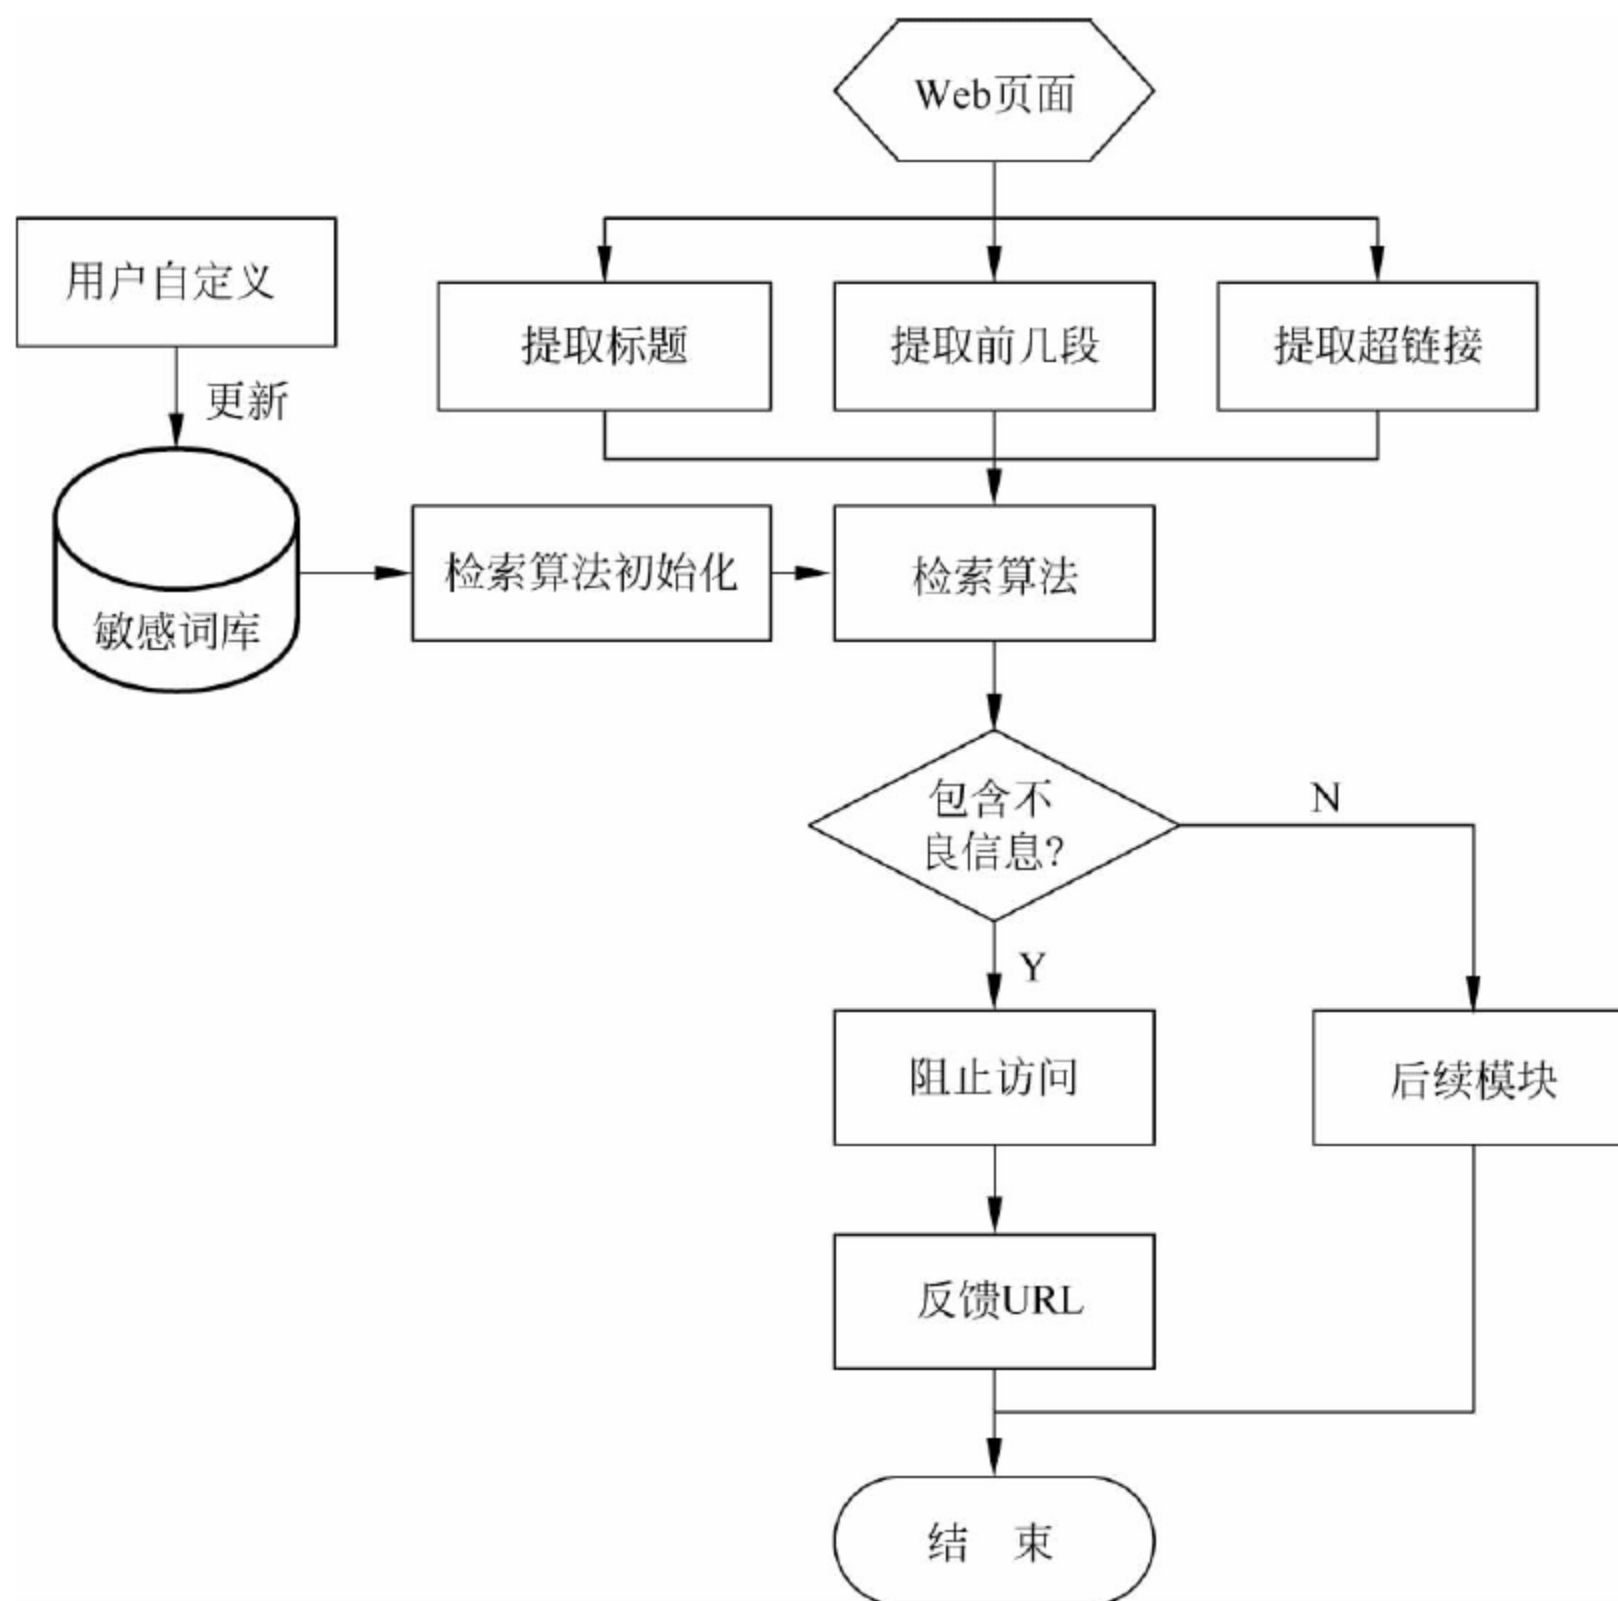 Web页面
用户自定义
提取标题
提取前几段
提取超链接
更新
敏感词库
检索算法初始化
检索算法
包含不
良信息?
N
Y
阻止访问
后续模块
反馈URL
结 束